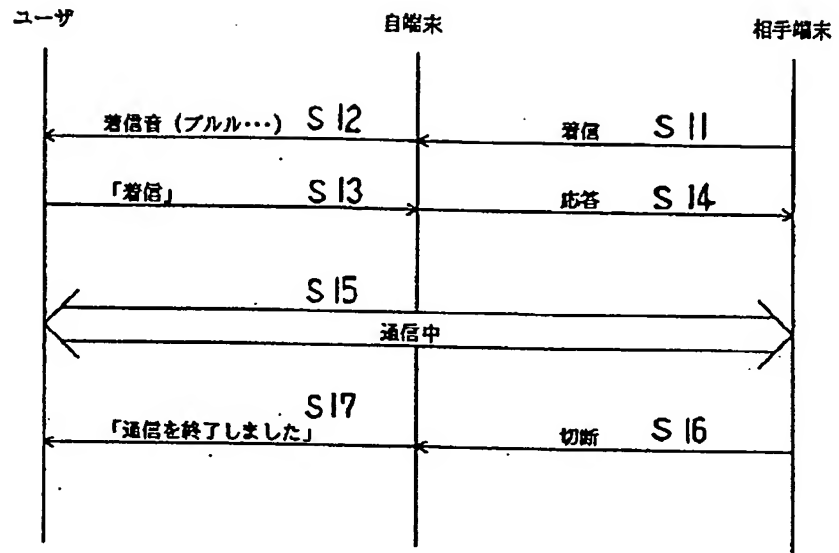 ユーザ
自端末
相手端末
着信音(プルル・・・) S12
着信 S11
「着信」 S13
応答 S14
S15
通信中
S17
「通信を終了しました」
切断 S16